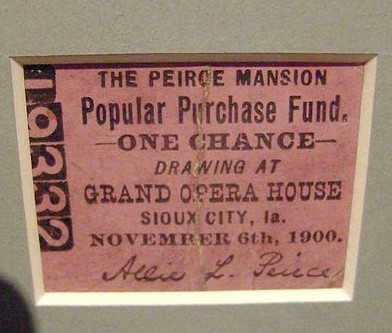 19332
THE PEIRCE MANSION
Popular Purchase Fund.
—ONE CHANCE—
DRAWING AT
GRAND OPERA HOUSE
SIOUX CITY, Ia.
NOVEMBER 6th, 1900.
Allie L. Peirce